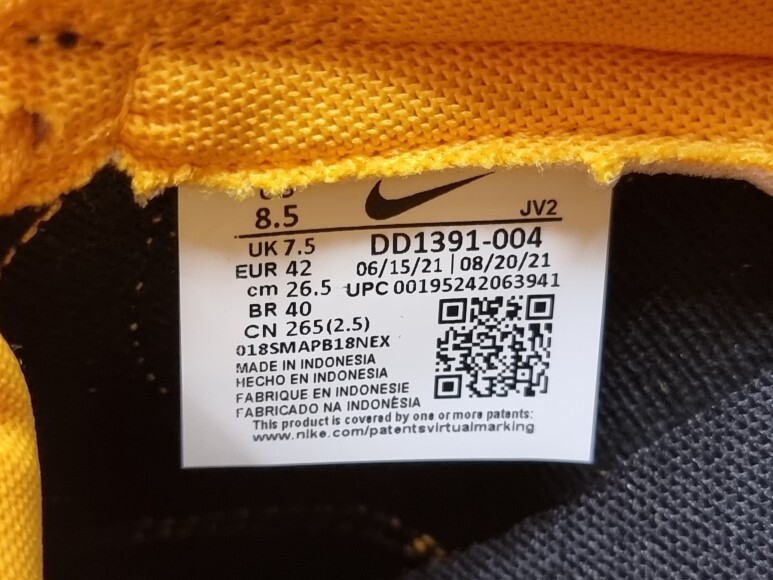 US
8.5
JV2
UK 7.5
DD1391-004
EUR 42
06/15/21 | 08/20/21
cm 26.5
UPC 00195242063941
BR 40
CN 265(2.5)
018SMAPB18NEX
MADE IN INDONESIA
HECHO EN INDONESIA
FABRIQUE EN INDONESIE
FABRICADO NA INDONÉSIA
This product is covered by one or more patents:
www.nike.com/patentsvirtualmarking